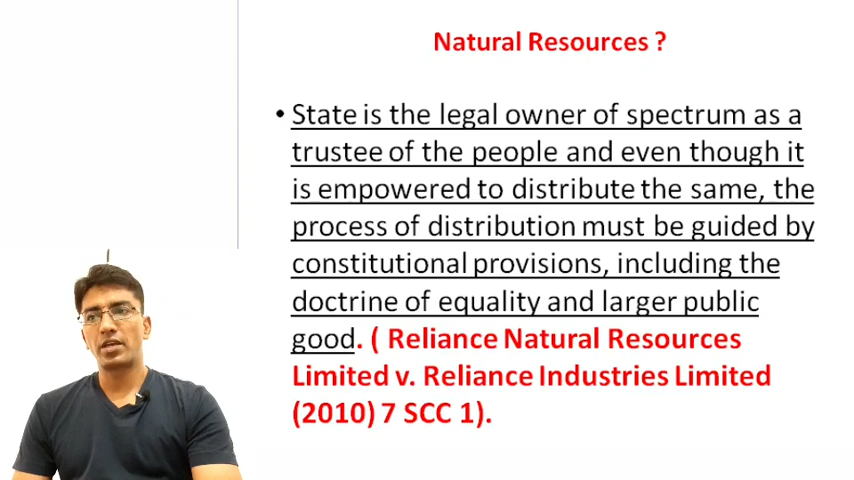 Natural Resources ?
• State is the legal owner of spectrum as a
trustee of the people and even though it
is empowered to distribute the same, the
process of distribution must be guided by
constitutional provisions, including the
doctrine of equality and larger public
good. ( Reliance Natural Resources
Limited v. Reliance Industries Limited
(2010) 7 SCC 1).